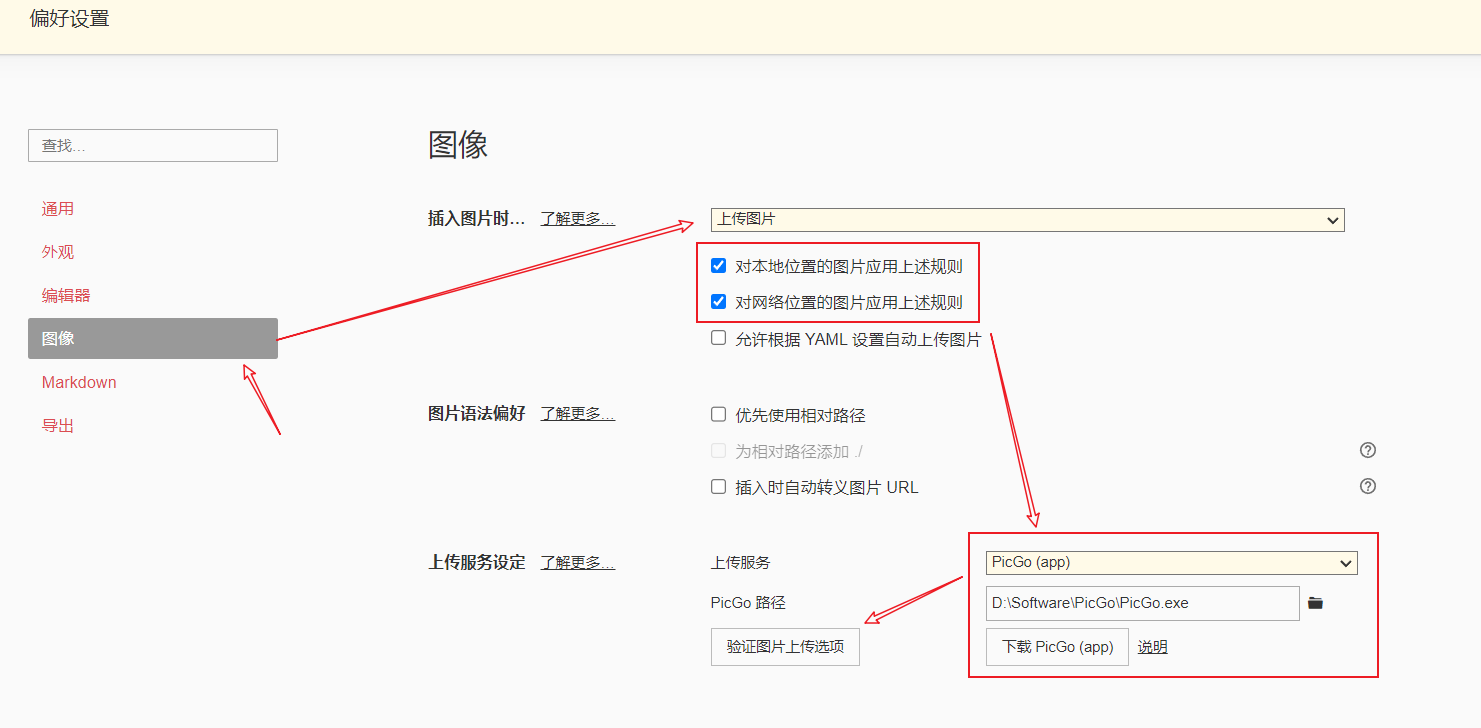 偏好设置
查找...
通用
外观
编辑器
图像
Markdown
导出
图像
插入图片时... 了解更多... 上传图片
对本地位置的图片应用上述规则
对网络位置的图片应用上述规则
允许根据 YAML 设置自动上传图片
图片语法偏好 了解更多... 优先使用相对路径
为相对路径添加 ./
插入时自动转义图片 URL
上传服务设定 了解更多... 上传服务 PicGo (app)
PicGo 路径 D:\Software\PicGo\PicGo.exe
验证图片上传选项 下载 PicGo (app) 说明